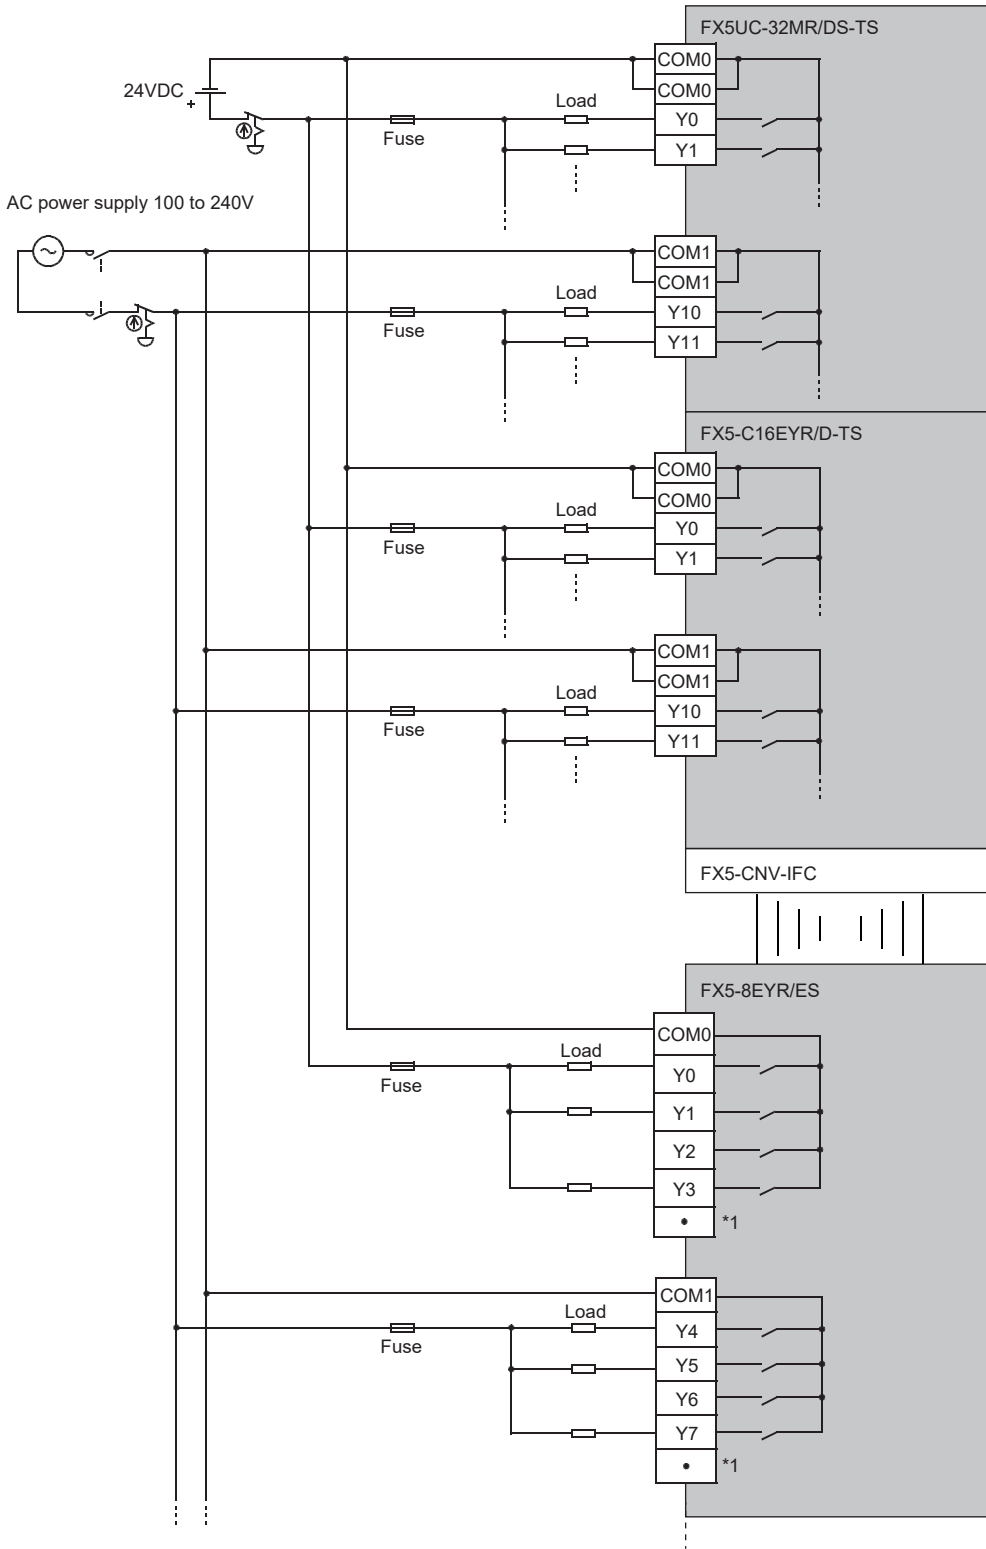 FX5UC-32MR/DS-TS
COM0
24VDC
+
COM0
Load
Y0
Fuse
Y1
AC power supply 100 to 240V
COM1
COM1
Load
Y10
Fuse
Y11
FX5-C16EYR/D-TS
COM0
COM0
Load
Y0
Fuse
Y1
COM1
COM1
Load
Y10
Fuse
Y11
FX5-CNV-IFC
FX5-8EYR/ES
COM0
Load
Y0
Fuse
Y1
Y2
Y3
• *1
COM1
Load
Y4
Fuse
Y5
Y6
Y7
• *1